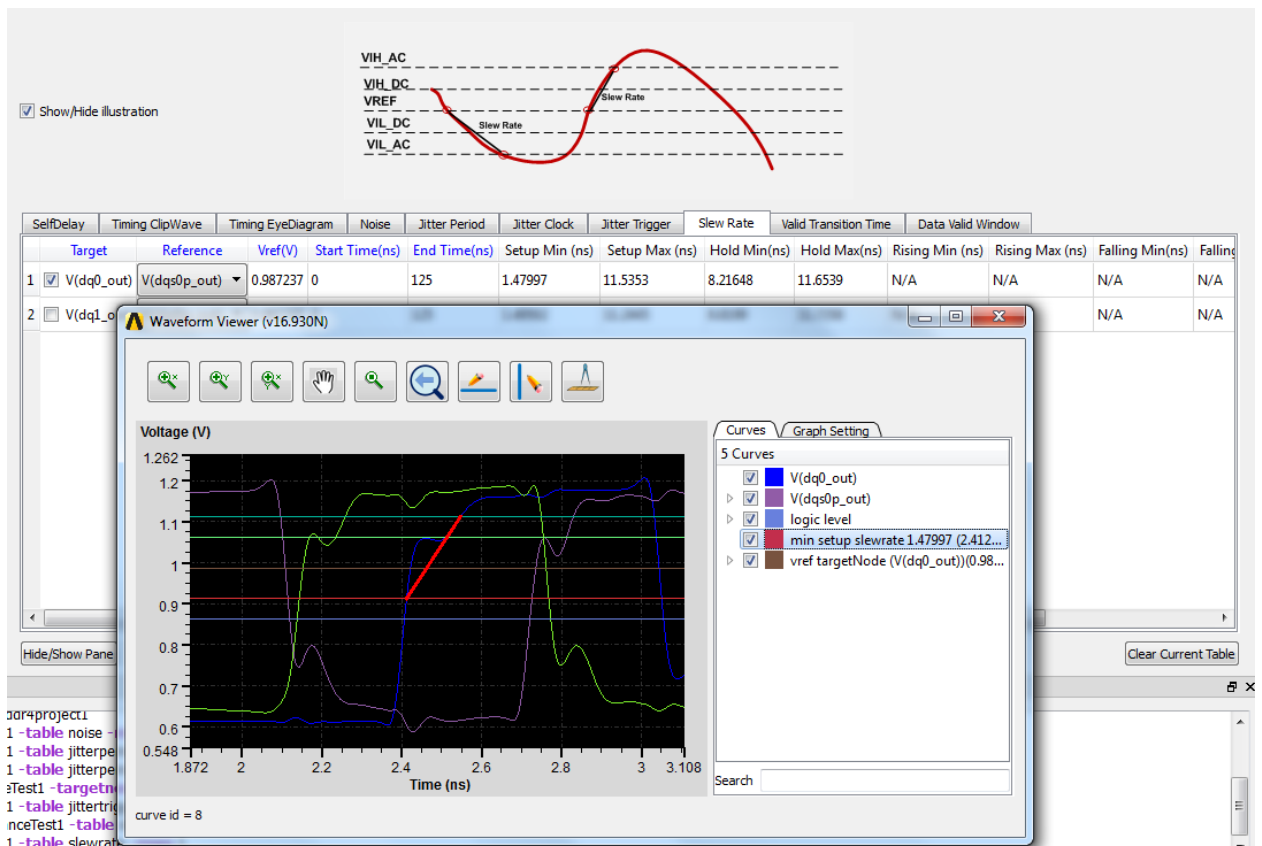 VIH_AC
VIH_DC
VREF
Slew Rate
Show/Hide illustration
VIL_DC
Slew Rate
VIL_AC
SelfDelay Timing ClipWave Timing EyeDiagram Noise Jitter Period Jitter Clock Jitter Trigger Slew Rate Valid Transition Time Data Valid Window
Target Reference Vref(V) Start Time(ns) End Time(ns) Setup Min (ns) Setup Max (ns) Hold Min(ns) Hold Max(ns) Rising Min (ns) Rising Max (ns) Falling Min(ns) Falling
1 V(dq0_out) V(dqs0p_out) 0.987237 0 125 1.47997 11.5353 8.21648 11.6539 N/A N/A N/A N/A
2 V(dq1_o N/A N/A
Waveform Viewer (v16.930N)
Voltage (V)
Curves Graph Setting
5 Curves
V(dq0_out)
V(dqs0p_out)
logic level
min setup slewrate 1.47997 (2.412...
vref targetNode (V(dq0_out))(0.98...
1.262
1.2
1.1
1
0.9
0.8
0.7
0.6
0.548
1.872 2 2.2 2.4 2.6 2.8 3 3.108
Time (ns)
Search
curve id = 8
Hide/Show Pane
Clear Current Table
ddr4project1
1 -table noise -
1 -table jitterpe
1 -table jitterpe
eTest1 -targetn
1 -table jittertrig
nceTest1 -table
1 -table slewrat